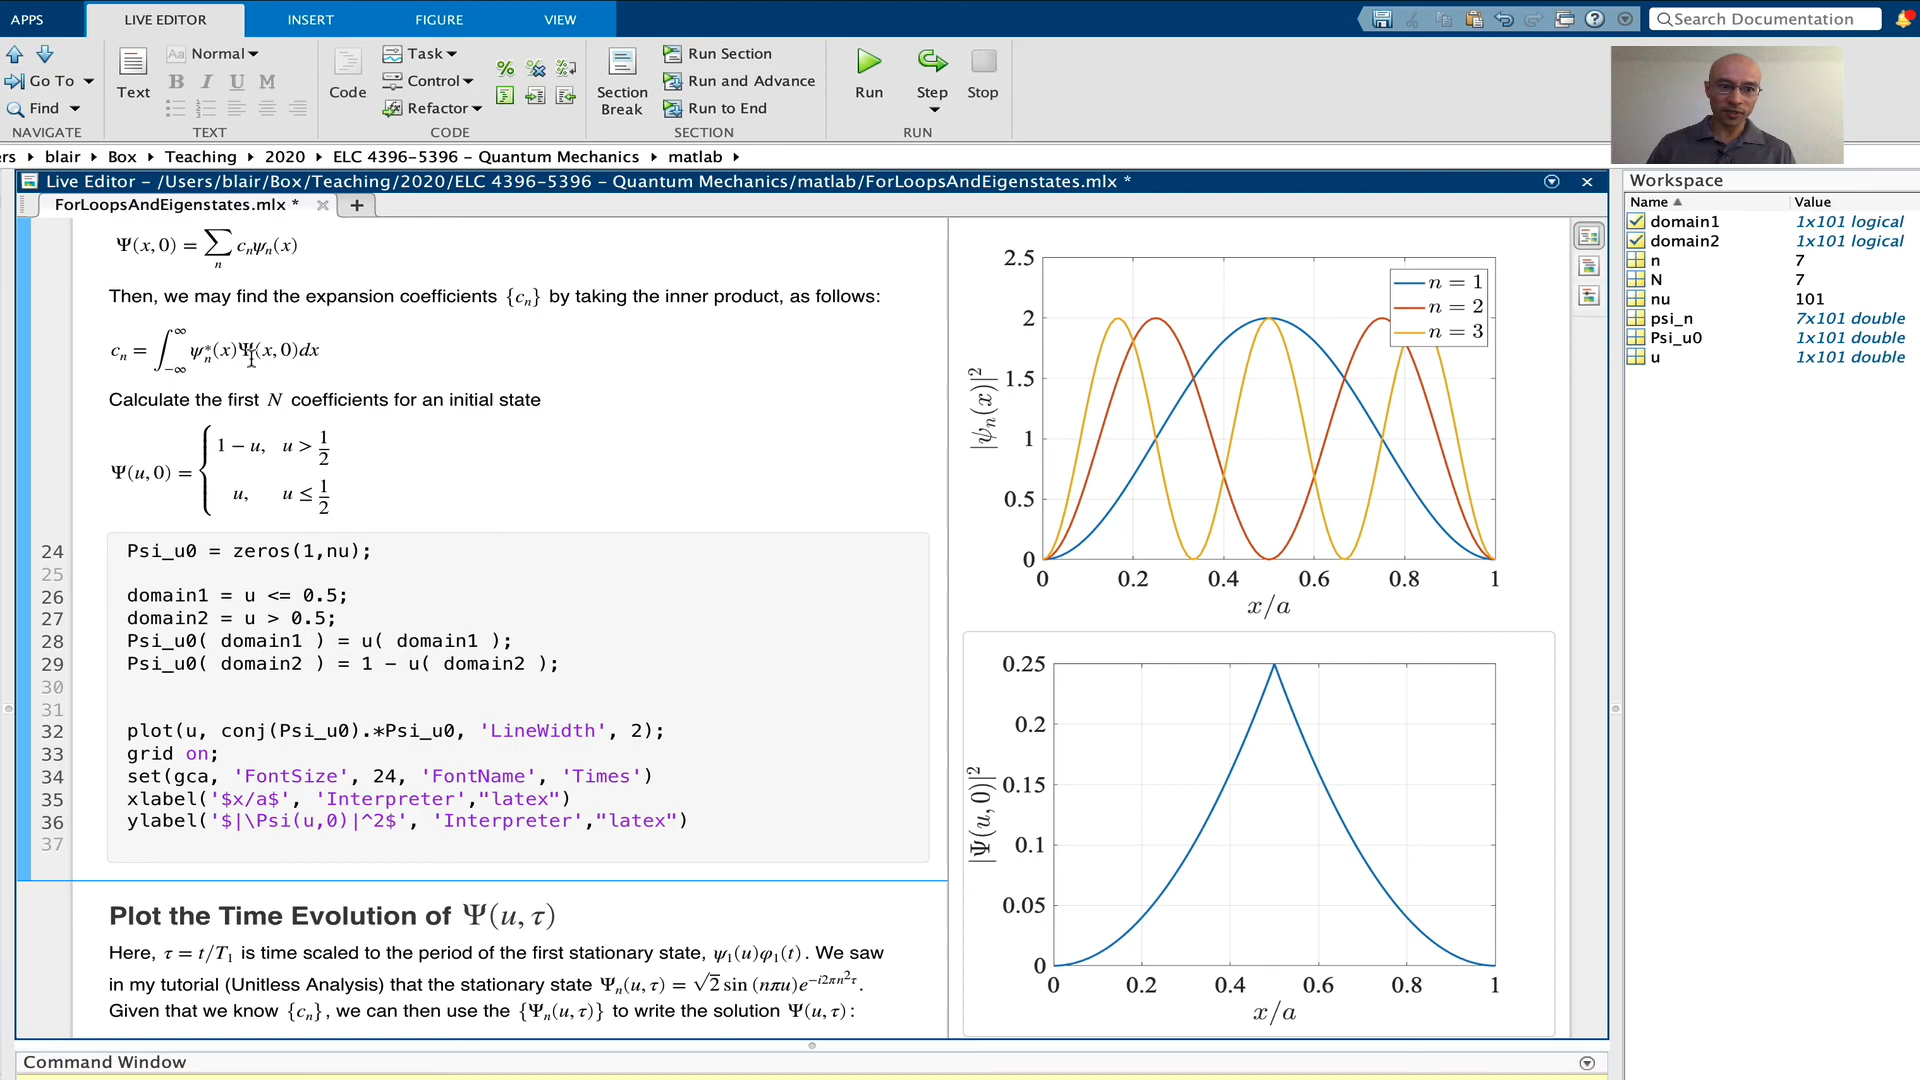 APPS LIVE EDITOR INSERT FIGURE VIEW Search Documentation
Go To Find NAVIGATE
Text Aa Normal B I U M TEXT
Code Task Control Refactor CODE
Section Break Run Section Run and Advance Run to End SECTION
Run Step Stop RUN
rs ▸ blair ▸ Box ▸ Teaching ▸ 2020 ▸ ELC 4396-5396 - Quantum Mechanics ▸ matlab ▸
Live Editor - /Users/blair/Box/Teaching/2020/ELC 4396-5396 - Quantum Mechanics/matlab/ForLoopsAndEigenstates.mlx *
ForLoopsAndEigenstates.mlx *
Ψ(x, 0) = ∑_n c_nψ_n(x)
Then, we may find the expansion coefficients {c_n} by taking the inner product, as follows:
c_n = ∫_{-∞}^{∞} ψ_n^*(x)Ψ(x, 0)dx
Calculate the first N coefficients for an initial state
Ψ(u, 0) = { 1 − u, u > 1/2
u, u ≤ 1/2
24 Psi_u0 = zeros(1,nu);
25
26 domain1 = u <= 0.5;
27 domain2 = u > 0.5;
28 Psi_u0( domain1 ) = u( domain1 );
29 Psi_u0( domain2 ) = 1 - u( domain2 );
30
31
32 plot(u, conj(Psi_u0).*Psi_u0, 'LineWidth', 2);
33 grid on;
34 set(gca, 'FontSize', 24, 'FontName', 'Times')
35 xlabel('$x/a$', 'Interpreter',"latex")
36 ylabel('$|\Psi(u,0)|^2$', 'Interpreter',"latex")
37
Plot the Time Evolution of Ψ(u, τ)
Here, τ = t/T_1 is time scaled to the period of the first stationary state, ψ_1(u)φ_1(t). We saw
in my tutorial (Unitless Analysis) that the stationary state Ψ_n(u, τ) = √2 sin (nπu)e^{−i2πn²τ}.
Given that we know {c_n}, we can then use the {Ψ_n(u, τ)} to write the solution Ψ(u, τ):
2.5
2
1.5
1
0.5
0
|ψ_n(x)|²
n = 1
n = 2
n = 3
0 0.2 0.4 0.6 0.8 1
x/a
0.25
0.2
0.15
0.1
0.05
0
|Ψ(u, 0)|²
0 0.2 0.4 0.6 0.8 1
x/a
Workspace
Name Value
domain1 1x101 logical
domain2 1x101 logical
n 7
N 7
nu 101
psi_n 7x101 double
Psi_u0 1x101 double
u 1x101 double
Command Window